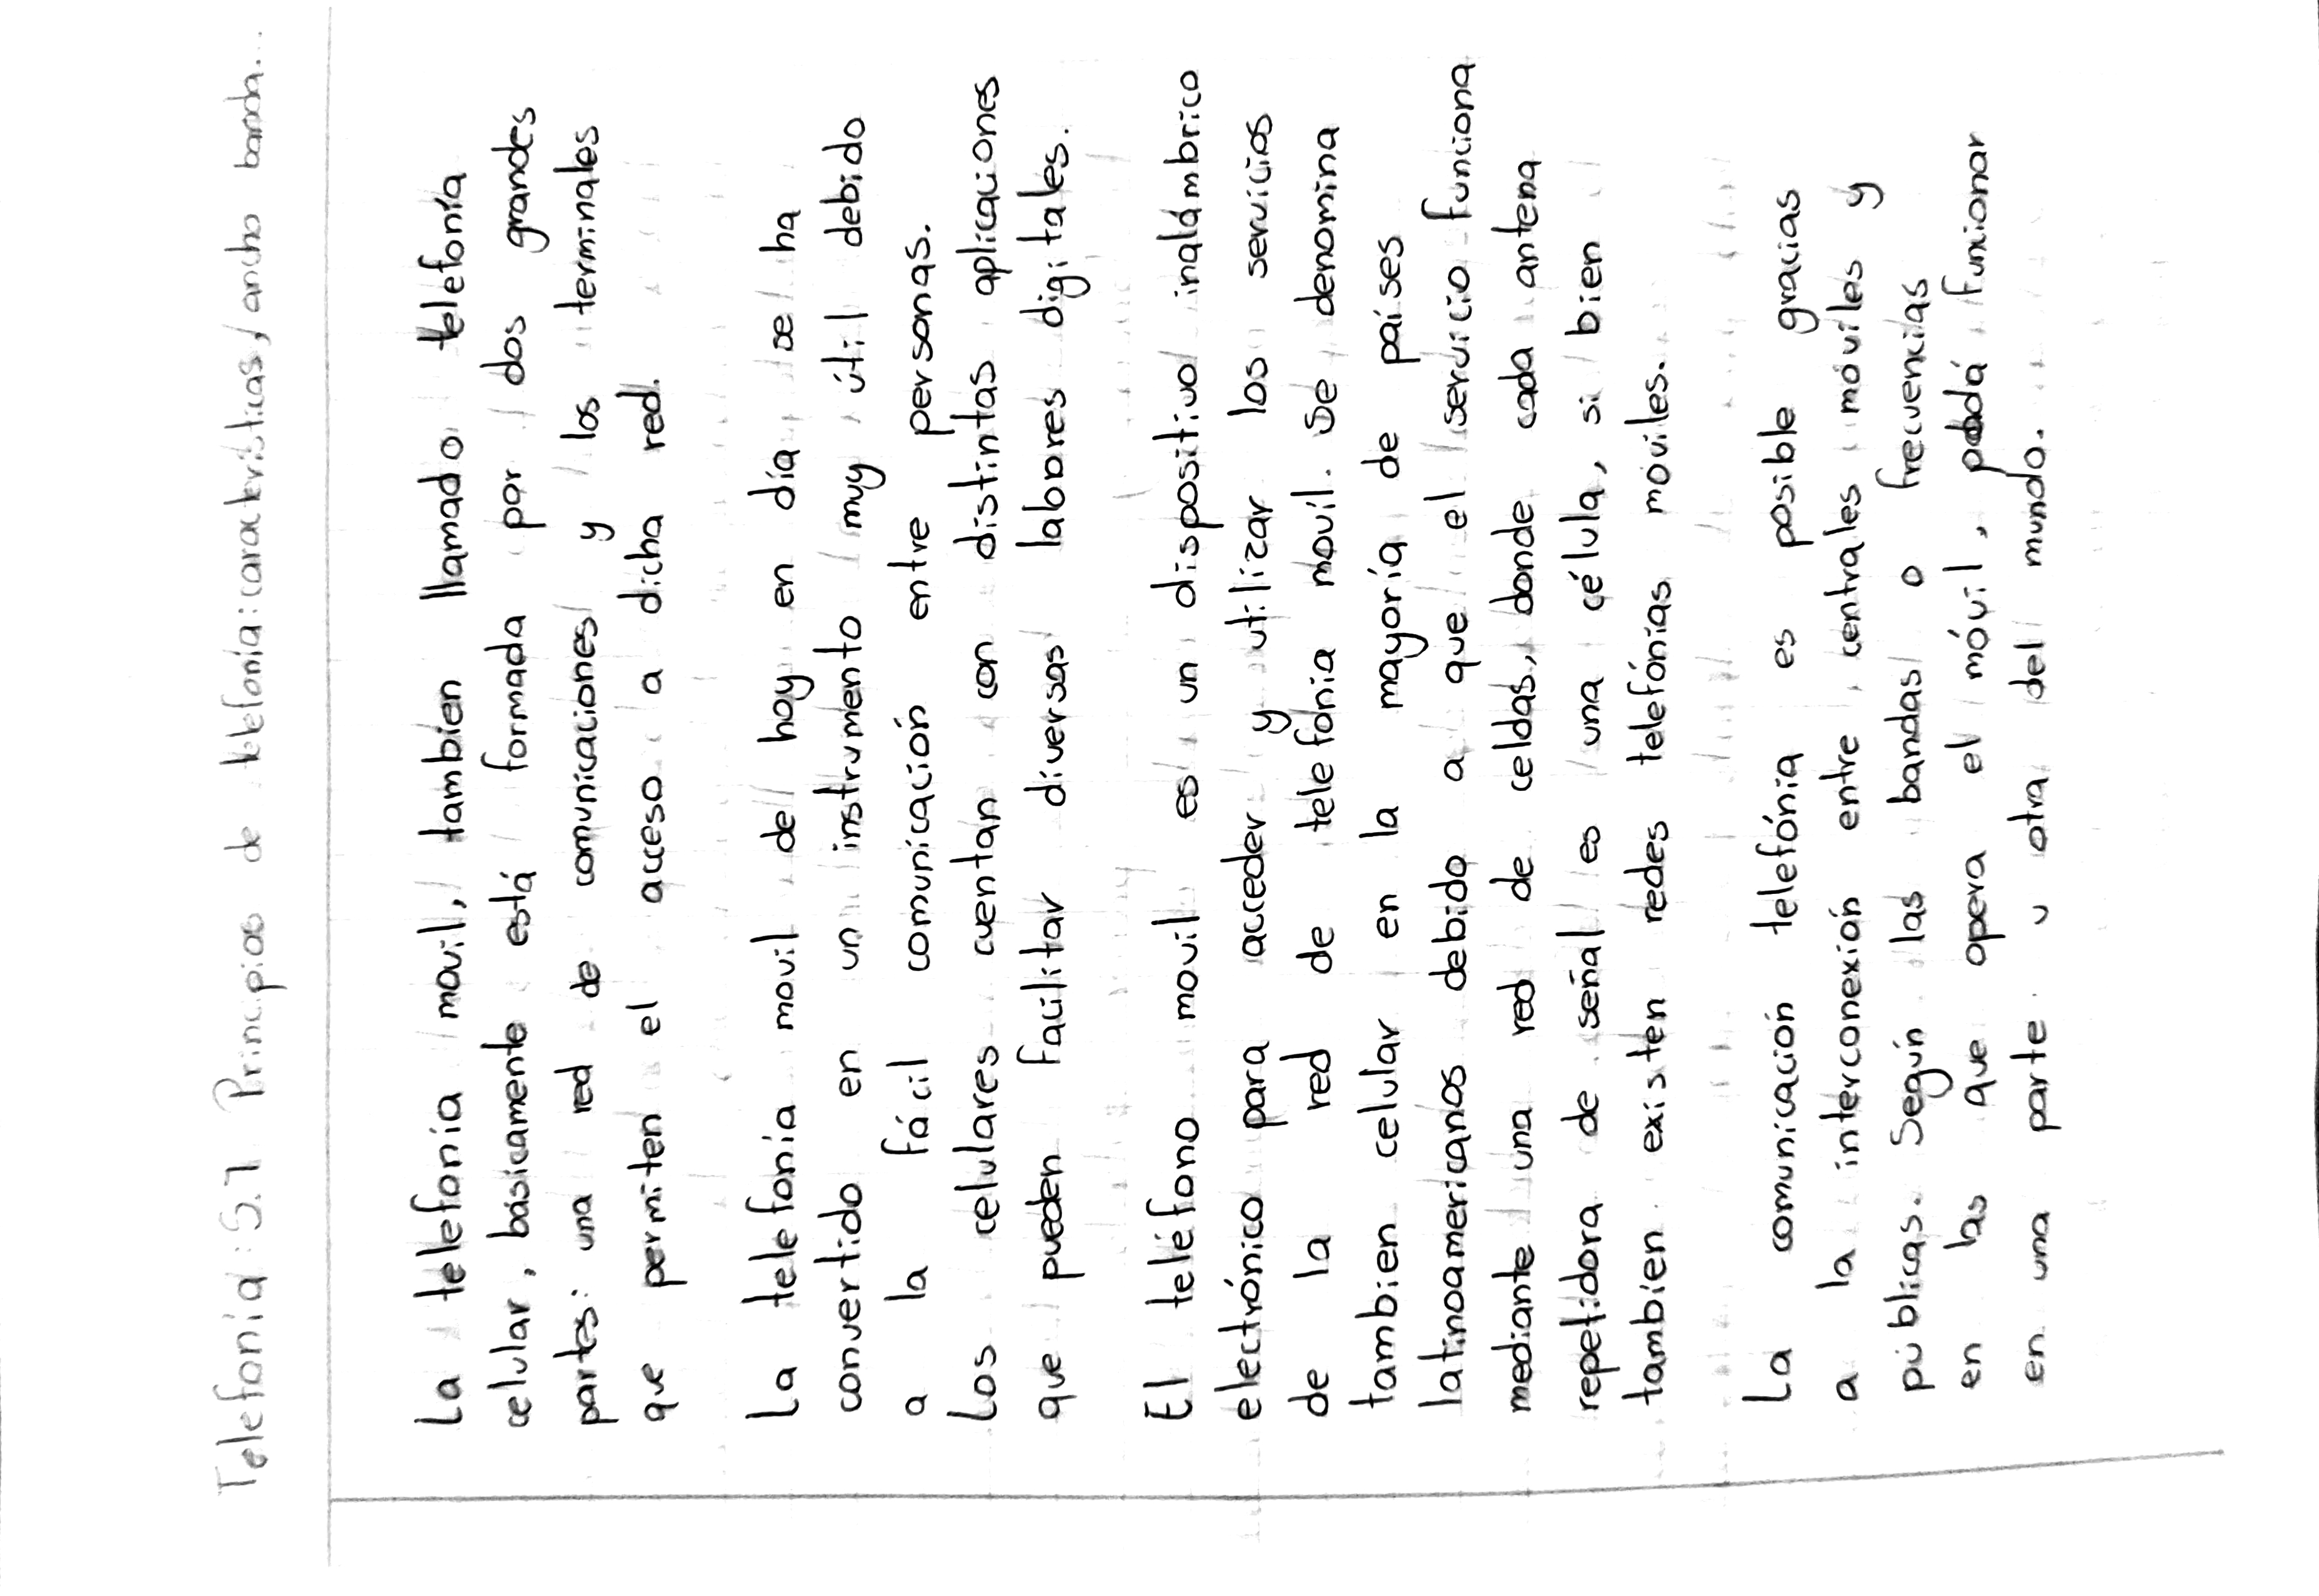 Telefonía: 5.1 Principios de telefonía: características, ancho banda...
La telefonía movil, tambien llamado telefonía
celular, básicamente está formada por dos grandes
partes: una red de comunicaciones y los terminales
que permiten el acceso a dicha red.
La telefonía movil de hoy en día se ha
convertido en un instrumento muy útil debido
a la fácil comunicación entre personas.
Los celulares cuentan con distintas aplicaciones
que pueden facilitar diversas labores digitales.
El teléfono movil es un dispositivo inalámbrico
electrónico para acceder y utilizar los servicios
de la red de telefónia movíl. Se denomina
tambien celular en la mayoría de países
latinoamericanos debido a que el servicio funciona
mediante una red de celdas, donde cada antena
repetidora de señal es una célula, si bien
tambien existen redes telefónias moviles.
La comunicación telefónia es posible gracias
a la interconexión entre centrales móviles y
públicas. Según las bandas o frecuencias
en las que opera el móvil, podá funcionar
en una parte u otra del mundo.